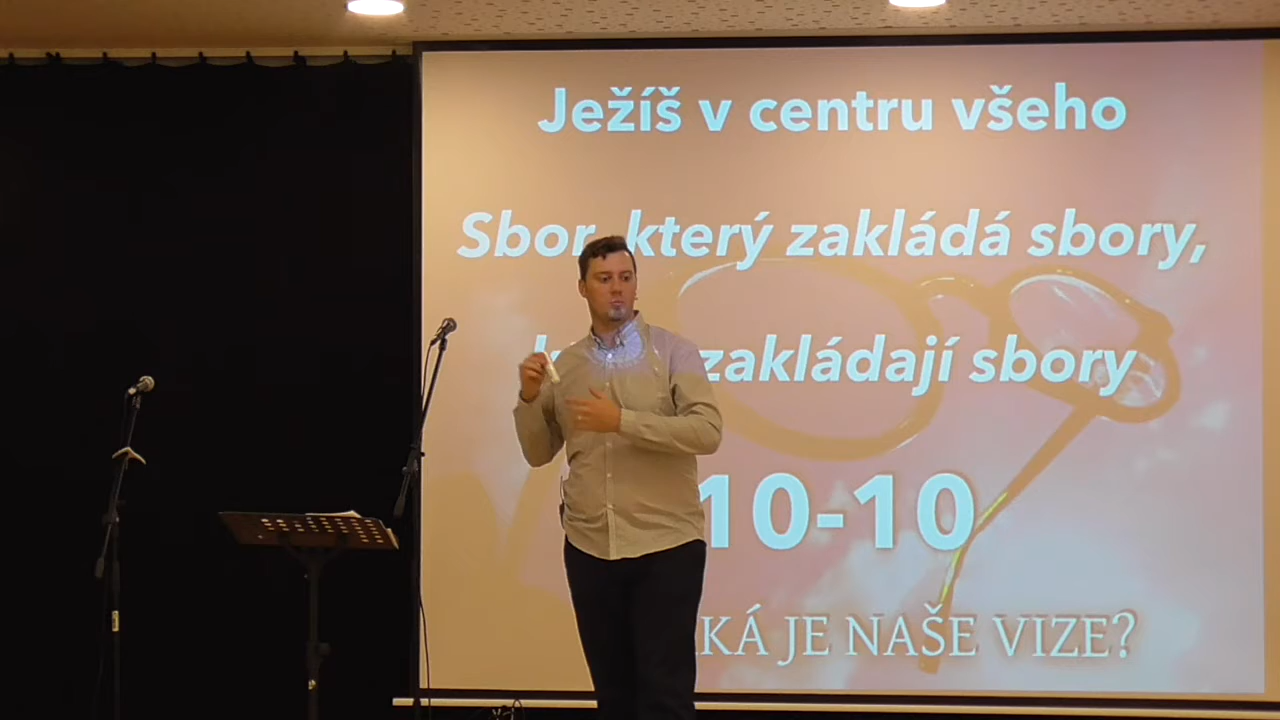 Ježíš v centru všeho
Sbor, který zakládá sbory,
zakládají sbory
10-10
KÁ JE NAŠE VIZE?